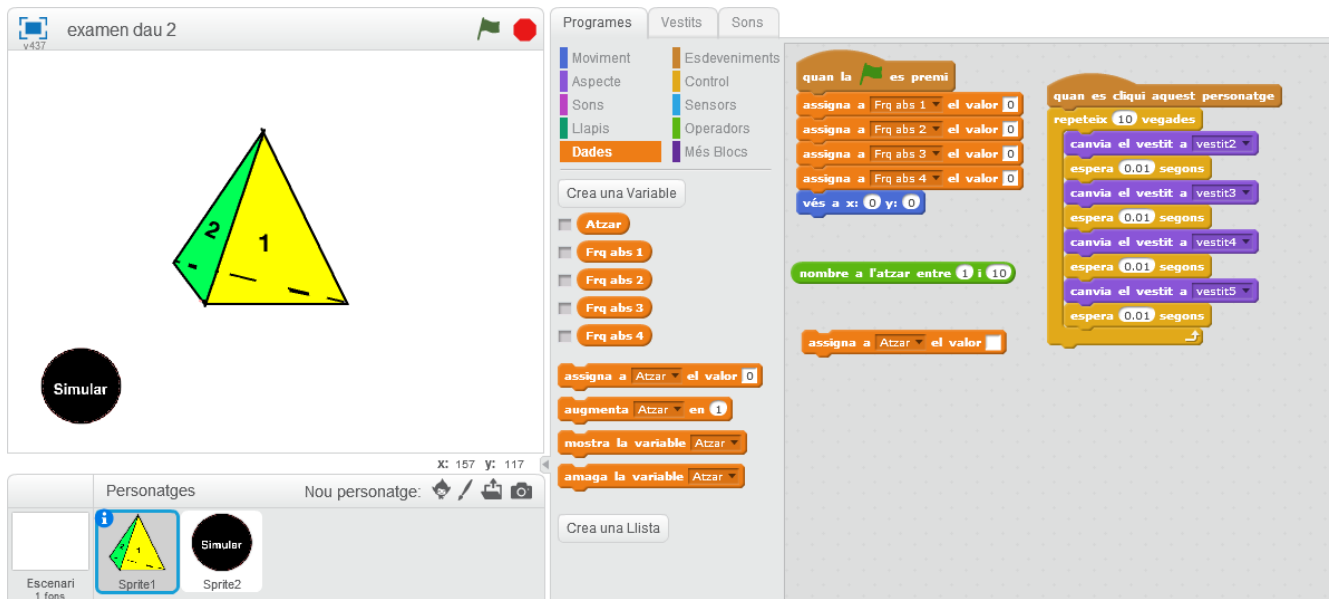 v437
examen dau 2
2
1
Simular
x: 157 y: 117
Personatges
Nou personatge:
Escenari
1 fons
2
1
Sprite1
Simular
Sprite2
Programes
Vestits
Sons
Moviment
Aspecte
Sons
Llapis
Dades
Esdeveniments
Control
Sensors
Operadors
Més Blocs
Crea una Variable
Atzar
Frq abs 1
Frq abs 2
Frq abs 3
Frq abs 4
assigna a Atzar el valor 0
augmenta Atzar en 1
mostra la variable Atzar
amaga la variable Atzar
Crea una Llista
quan la es premi
assigna a Frq abs 1 el valor 0
assigna a Frq abs 2 el valor 0
assigna a Frq abs 3 el valor 0
assigna a Frq abs 4 el valor 0
vés a x: 0 y: 0
nombre a l'atzar entre 1 i 10
assigna a Atzar el valor
quan es cliqui aquest personatge
repeteix 10 vegades
canvia el vestit a vestit2
espera 0.01 segons
canvia el vestit a vestit3
espera 0.01 segons
canvia el vestit a vestit4
espera 0.01 segons
canvia el vestit a vestit5
espera 0.01 segons